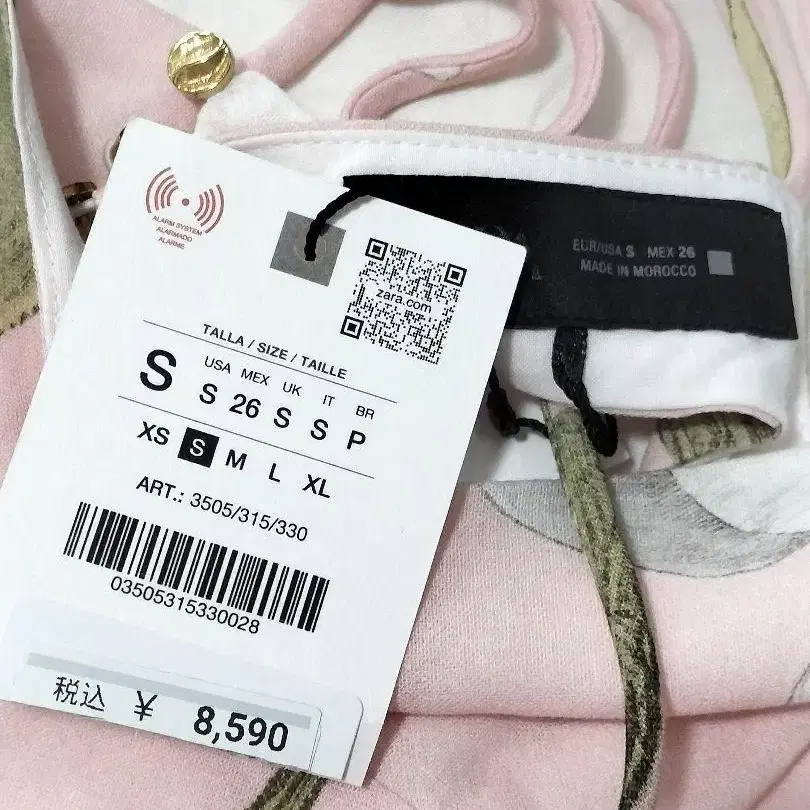 ALARM SYSTEM
ALARMADO
ALARME
zara.com
TALLA / SIZE / TAILLE
S
USA MEX UK IT BR
S 26 S S P
XS S M L XL
ART.: 3505/315/330
03505315330028
税込 ¥ 8,590
EUR/USA S MEX 26
MADE IN MOROCCO